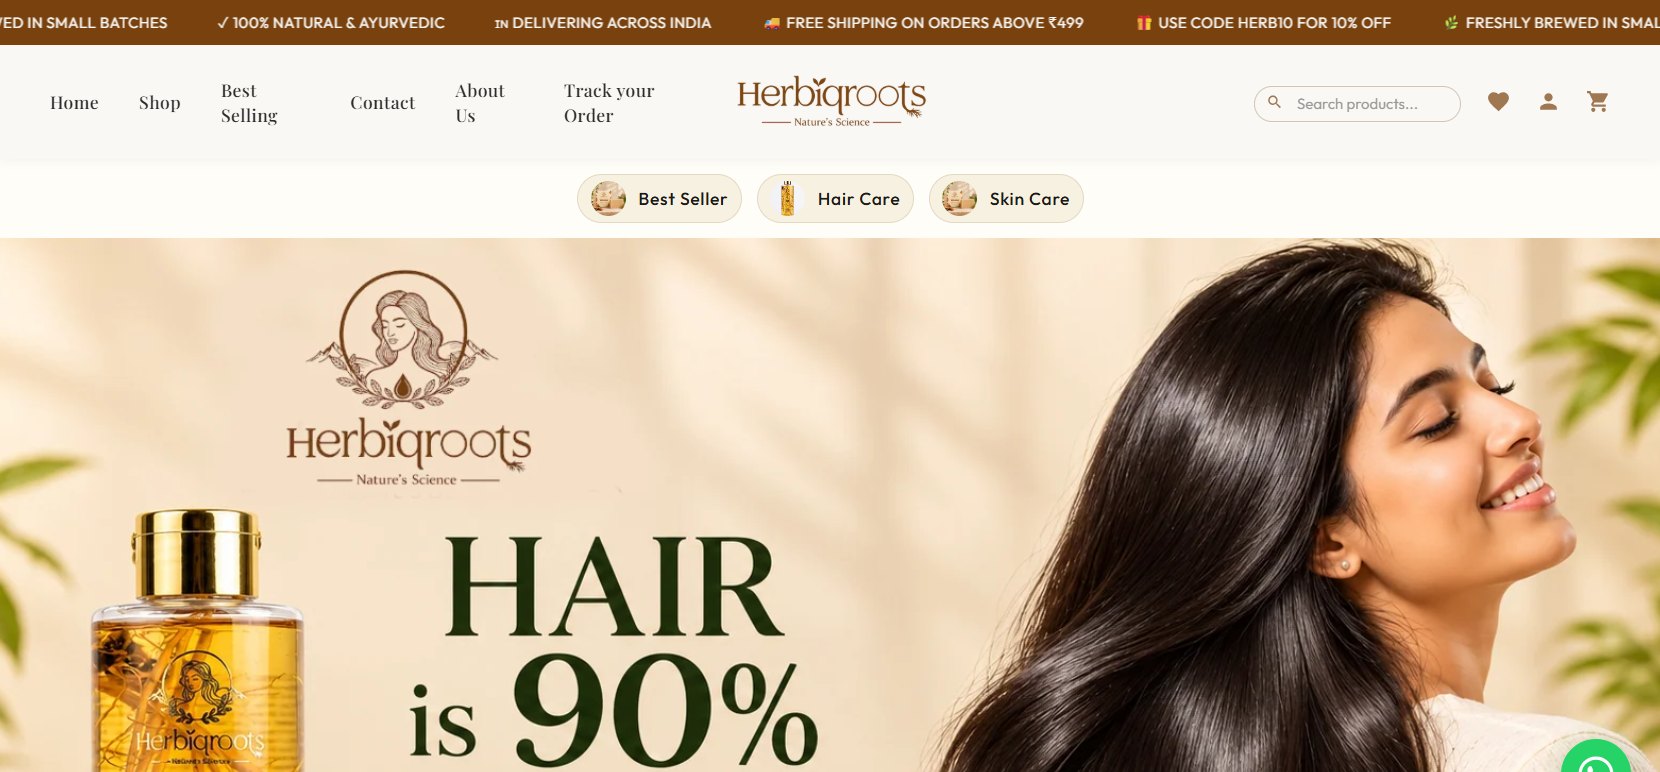 ED IN SMALL BATCHES ✓ 100% NATURAL & AYURVEDIC IN DELIVERING ACROSS INDIA 🚚 FREE SHIPPING ON ORDERS ABOVE ₹499 🎁 USE CODE HERB10 FOR 10% OFF 🌿 FRESHLY BREWED IN SMAL
Home Shop Best Selling Contact About Us Track your Order
Herbiqroots
Nature's Science
Search products...
Best Seller Hair Care Skin Care
Herbiqroots
Nature's Science
HAIR
is 90%
Herbiqroots
Nature's Science